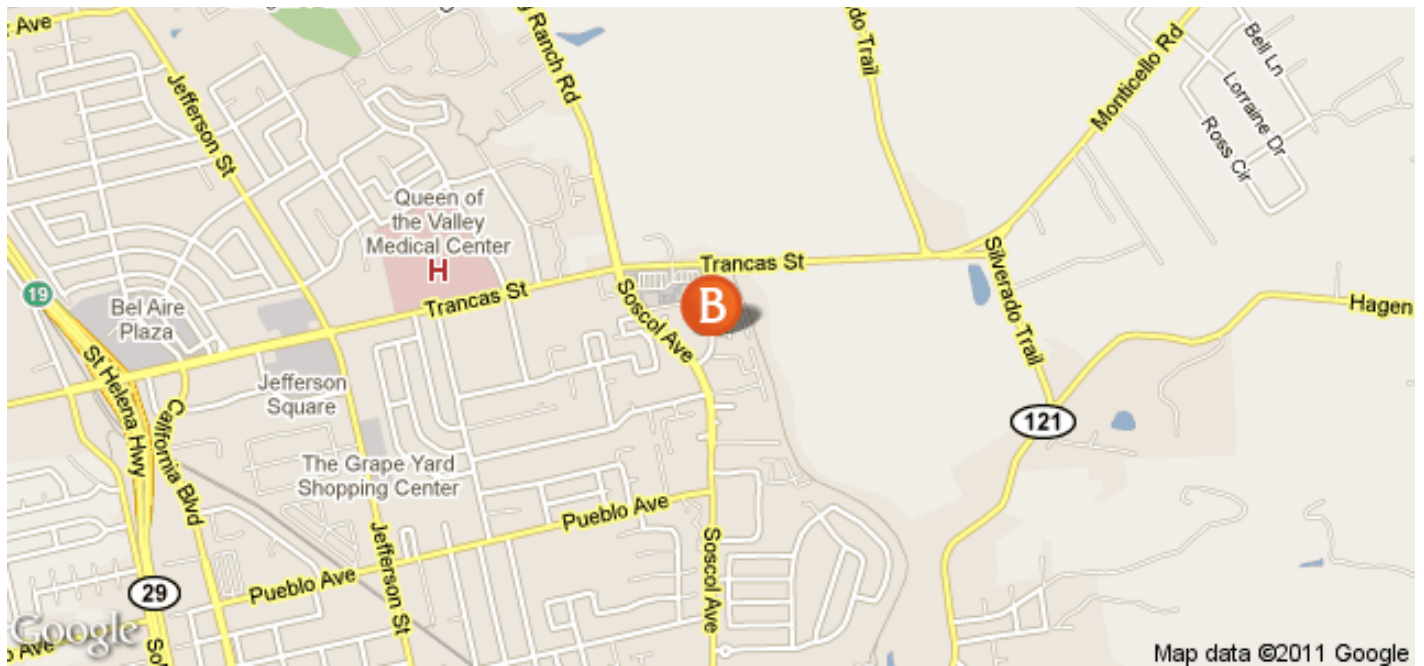 Ave
Jefferson St
Ranch Rd
do Trail
Monticello Rd
Bell Ln
Lorraine Dr
Ross Cir
Queen of
the Valley
Medical Center
H
Trancas St
Trancas St
19
Bel Aire
Plaza
B
Soscol Ave
Silverado Trail
Hagen
St Helena Hwy
California Blvd
Jefferson
Square
121
The Grape Yard
Shopping Center
Pueblo Ave
Pueblo Ave
Jefferson St
Soscol Ave
29
Google
Ave
Map data ©2011 Google